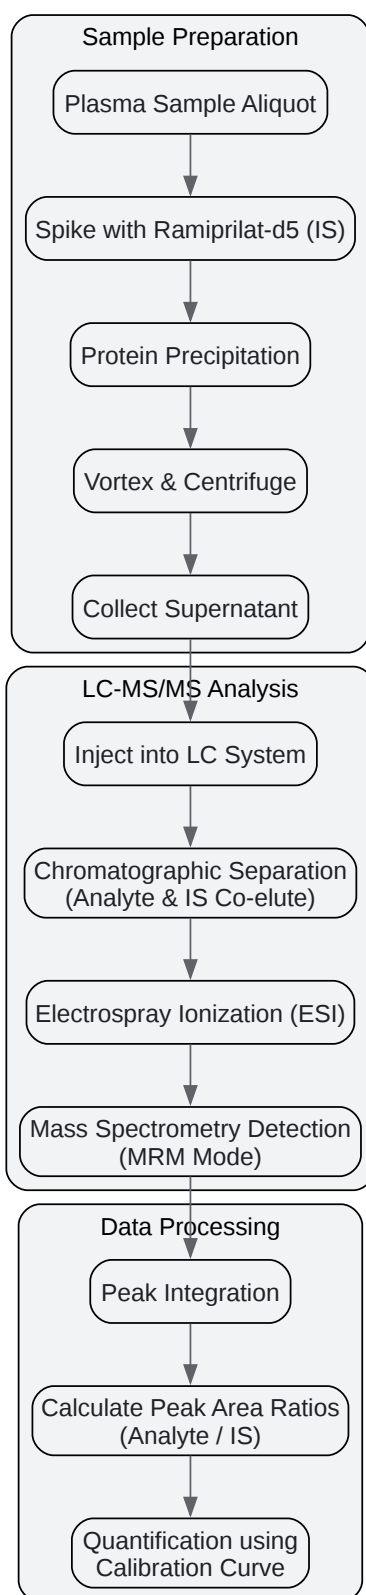 Sample Preparation
Plasma Sample Aliquot
Spike with Ramiprilat-d5 (IS)
Protein Precipitation
Vortex & Centrifuge
Collect Supernatant
LC-MS/MS Analysis
Inject into LC System
Chromatographic Separation
(Analyte & IS Co-elute)
Electrospray Ionization (ESI)
Mass Spectrometry Detection
(MRM Mode)
Data Processing
Peak Integration
Calculate Peak Area Ratios
(Analyte / IS)
Quantification using
Calibration Curve